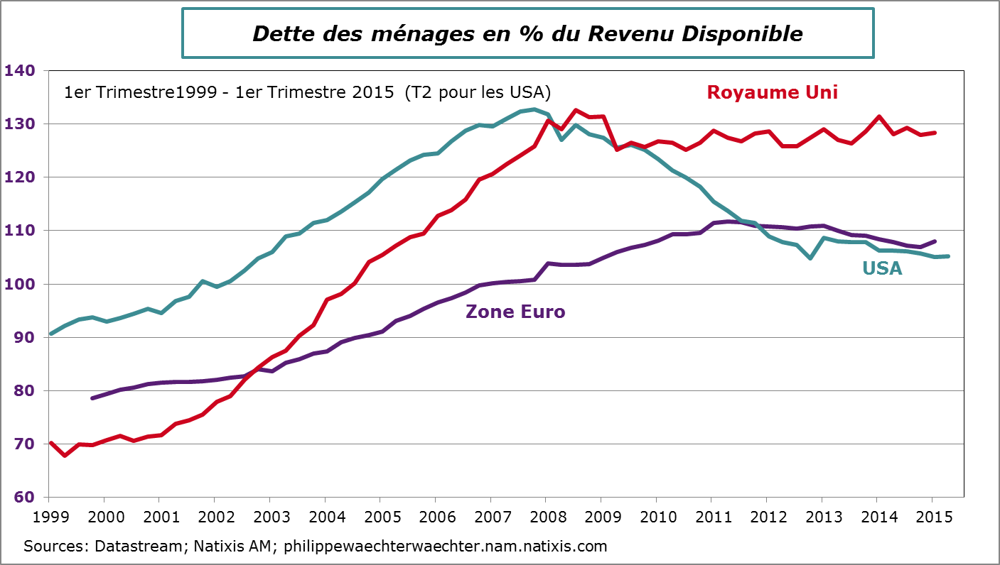 Dette des ménages en % du Revenu Disponible
140
1er Trimestre1999 - 1er Trimestre 2015 (T2 pour les USA)
Royaume Uni
130
120
110
USA
100
Zone Euro
90
80
70
60
1999 2000 2001 2002 2003 2004 2005 2006 2007 2008 2009 2010 2011 2012 2013 2014 2015
Sources: Datastream; Natixis AM; philippewaechterwaechter.nam.natixis.com